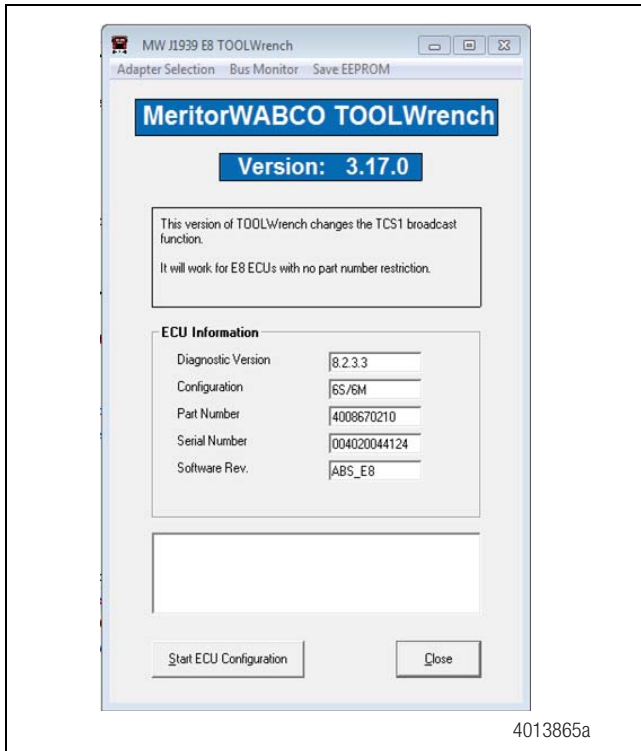 MW J1939 E8 TOOLWrench
Adapter Selection Bus Monitor Save EEPROM
MeritorWABCO TOOLWrench
Version: 3.17.0
This version of TOOLWrench changes the TCS1 broadcast
function.
It will work for E8 ECUs with no part number restriction.
ECU Information
Diagnostic Version 8.2.3.3
Configuration 6S/6M
Part Number 4008670210
Serial Number 004020044124
Software Rev. ABS_E8
Start ECU Configuration Close
4013865a